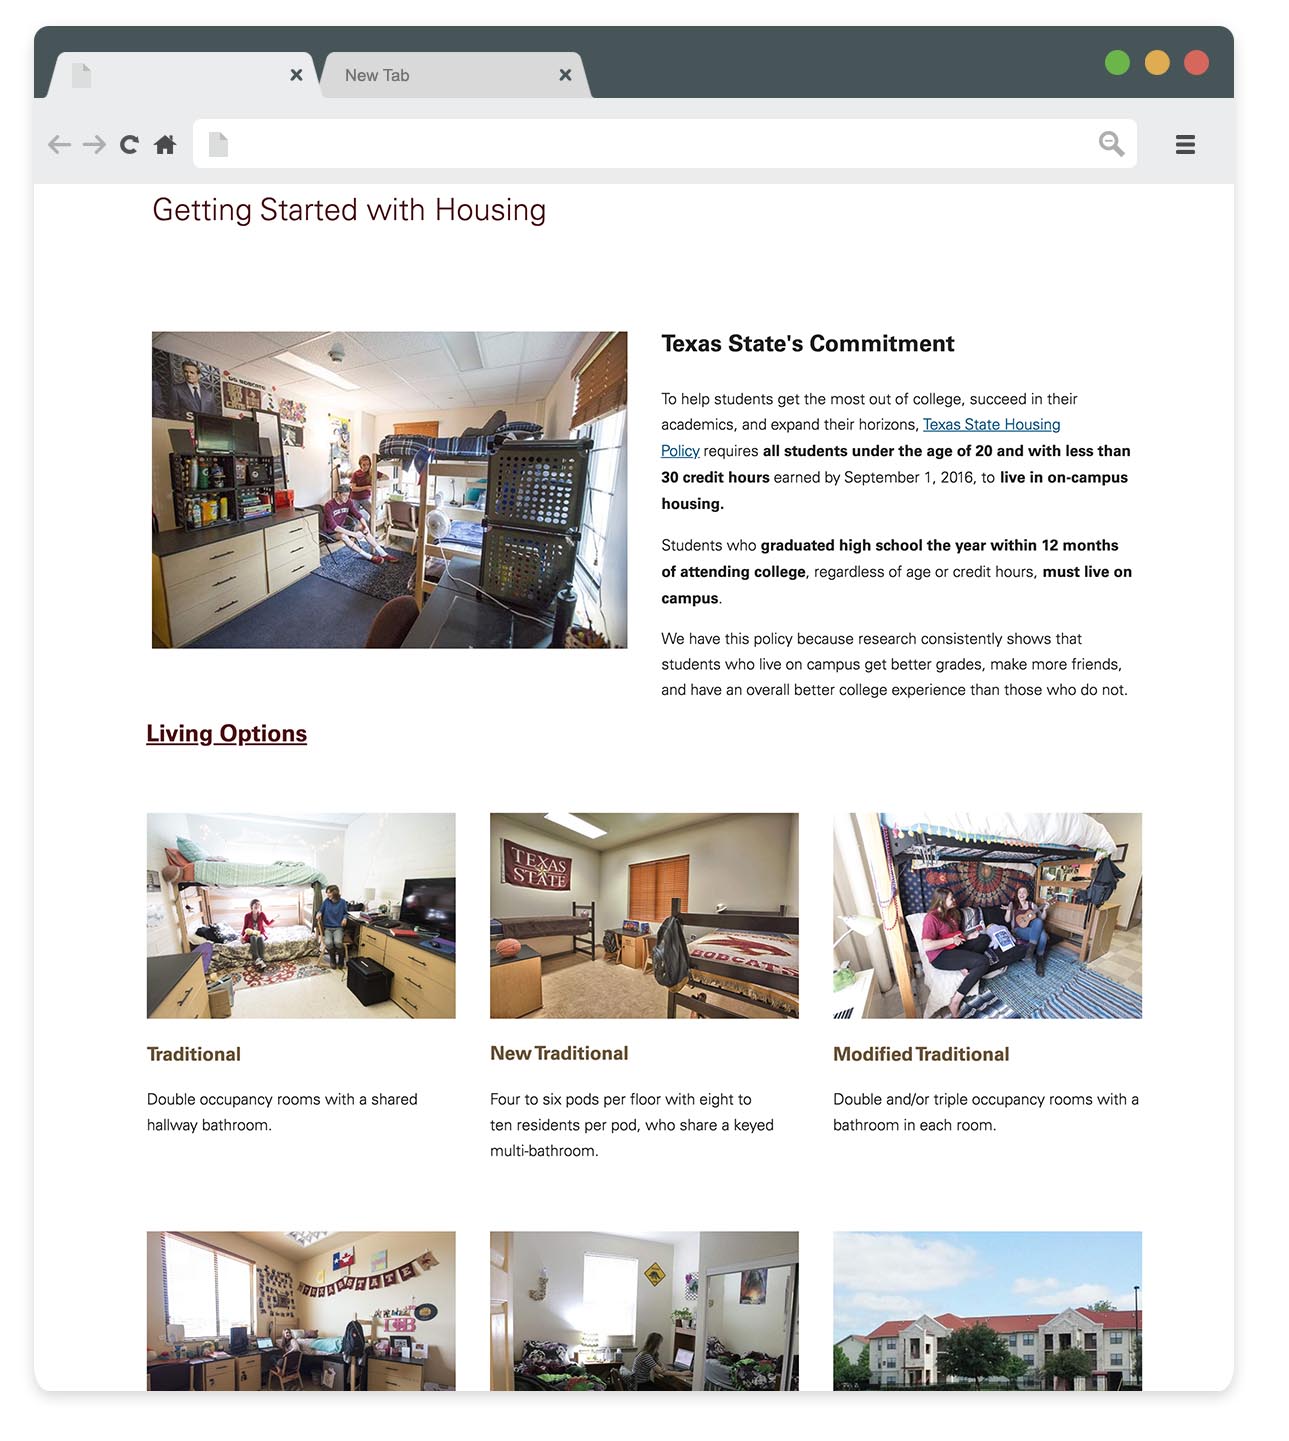 New Tab
Getting Started with Housing
Texas State's Commitment
To help students get the most out of college, succeed in their
academics, and expand their horizons, Texas State Housing
Policy requires all students under the age of 20 and with less than
30 credit hours earned by September 1, 2016, to live in on-campus
housing.
Students who graduated high school the year within 12 months
of attending college, regardless of age or credit hours, must live on
campus.
We have this policy because research consistently shows that
students who live on campus get better grades, make more friends,
and have an overall better college experience than those who do not.
Living Options
TEXAS
STATE
BOBCATS
Traditional
New Traditional
Modified Traditional
Double occupancy rooms with a shared
hallway bathroom.
Four to six pods per floor with eight to
ten residents per pod, who share a keyed
multi-bathroom.
Double and/or triple occupancy rooms with a
bathroom in each room.